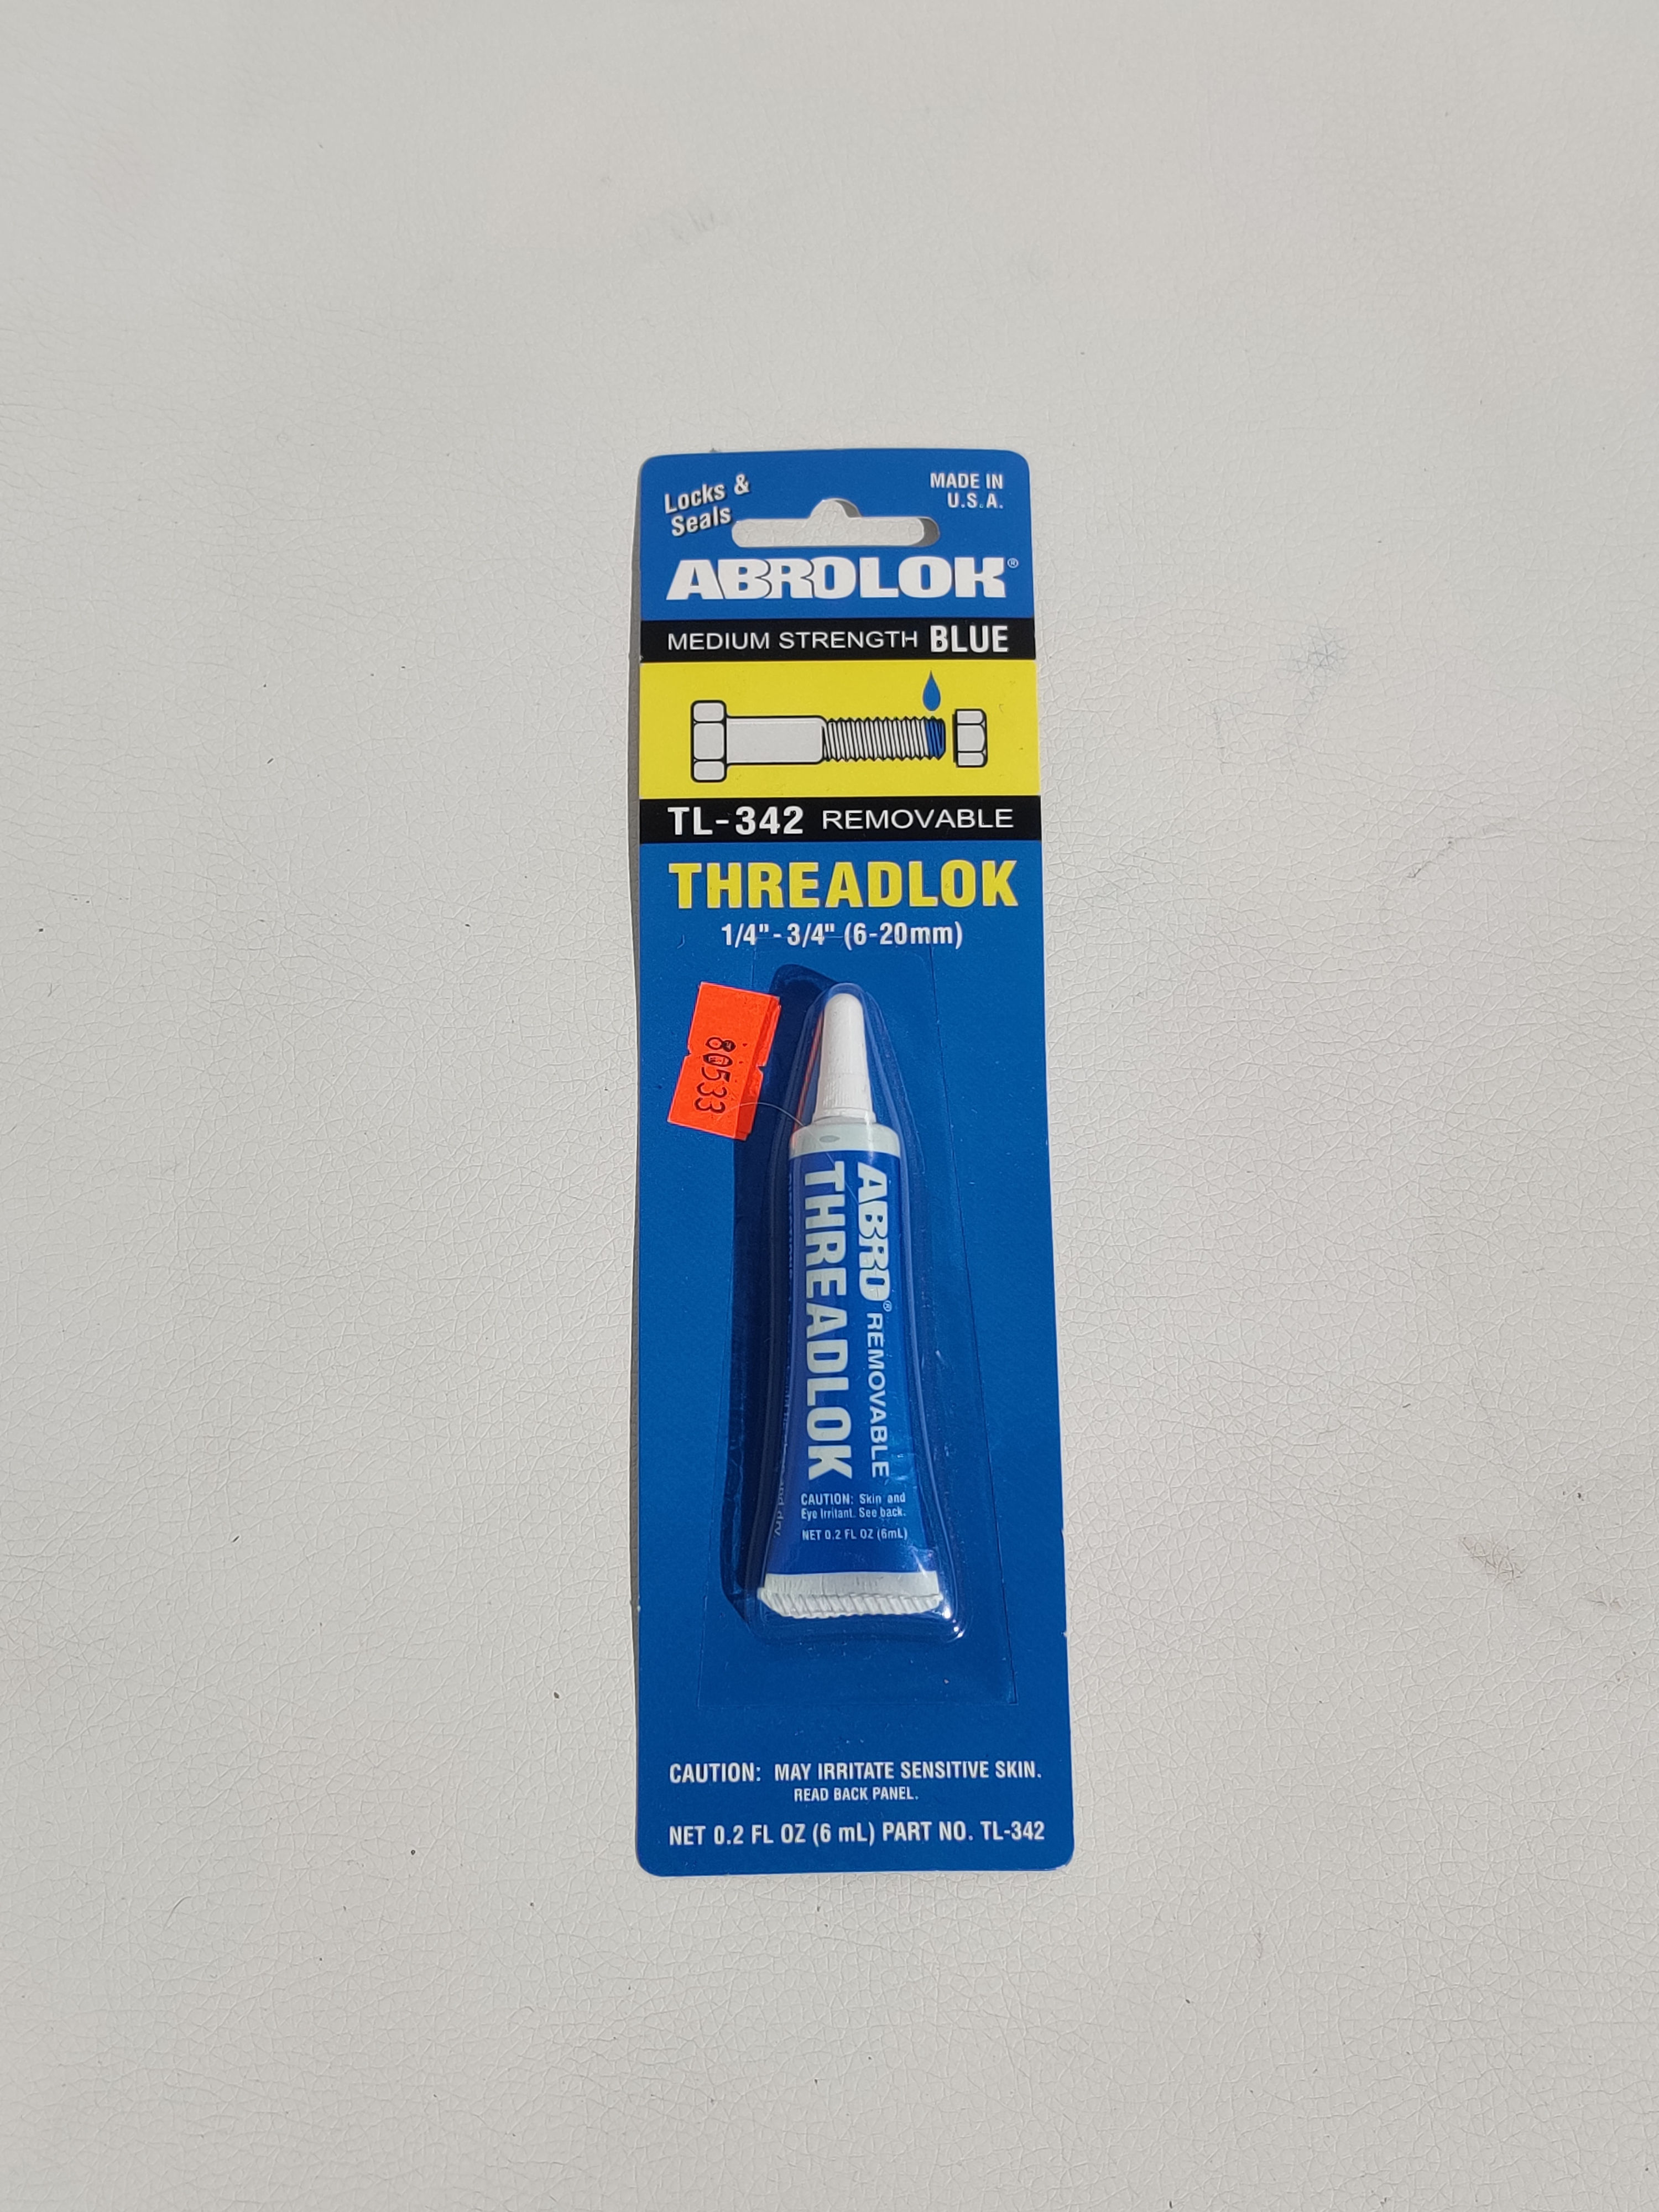 Locks &
Seals
MADE IN
U.S.A.
ABROLOK®
MEDIUM STRENGTH BLUE
TL-342 REMOVABLE
THREADLOK
1/4" - 3/4" (6-20mm)
80533
ABRO® REMOVABLE
THREADLOK
CAUTION: Skin and
Eye Irritant. See back.
NET 0.2 FL OZ (6mL)
CAUTION: MAY IRRITATE SENSITIVE SKIN.
READ BACK PANEL.
NET 0.2 FL OZ (6 mL) PART NO. TL-342